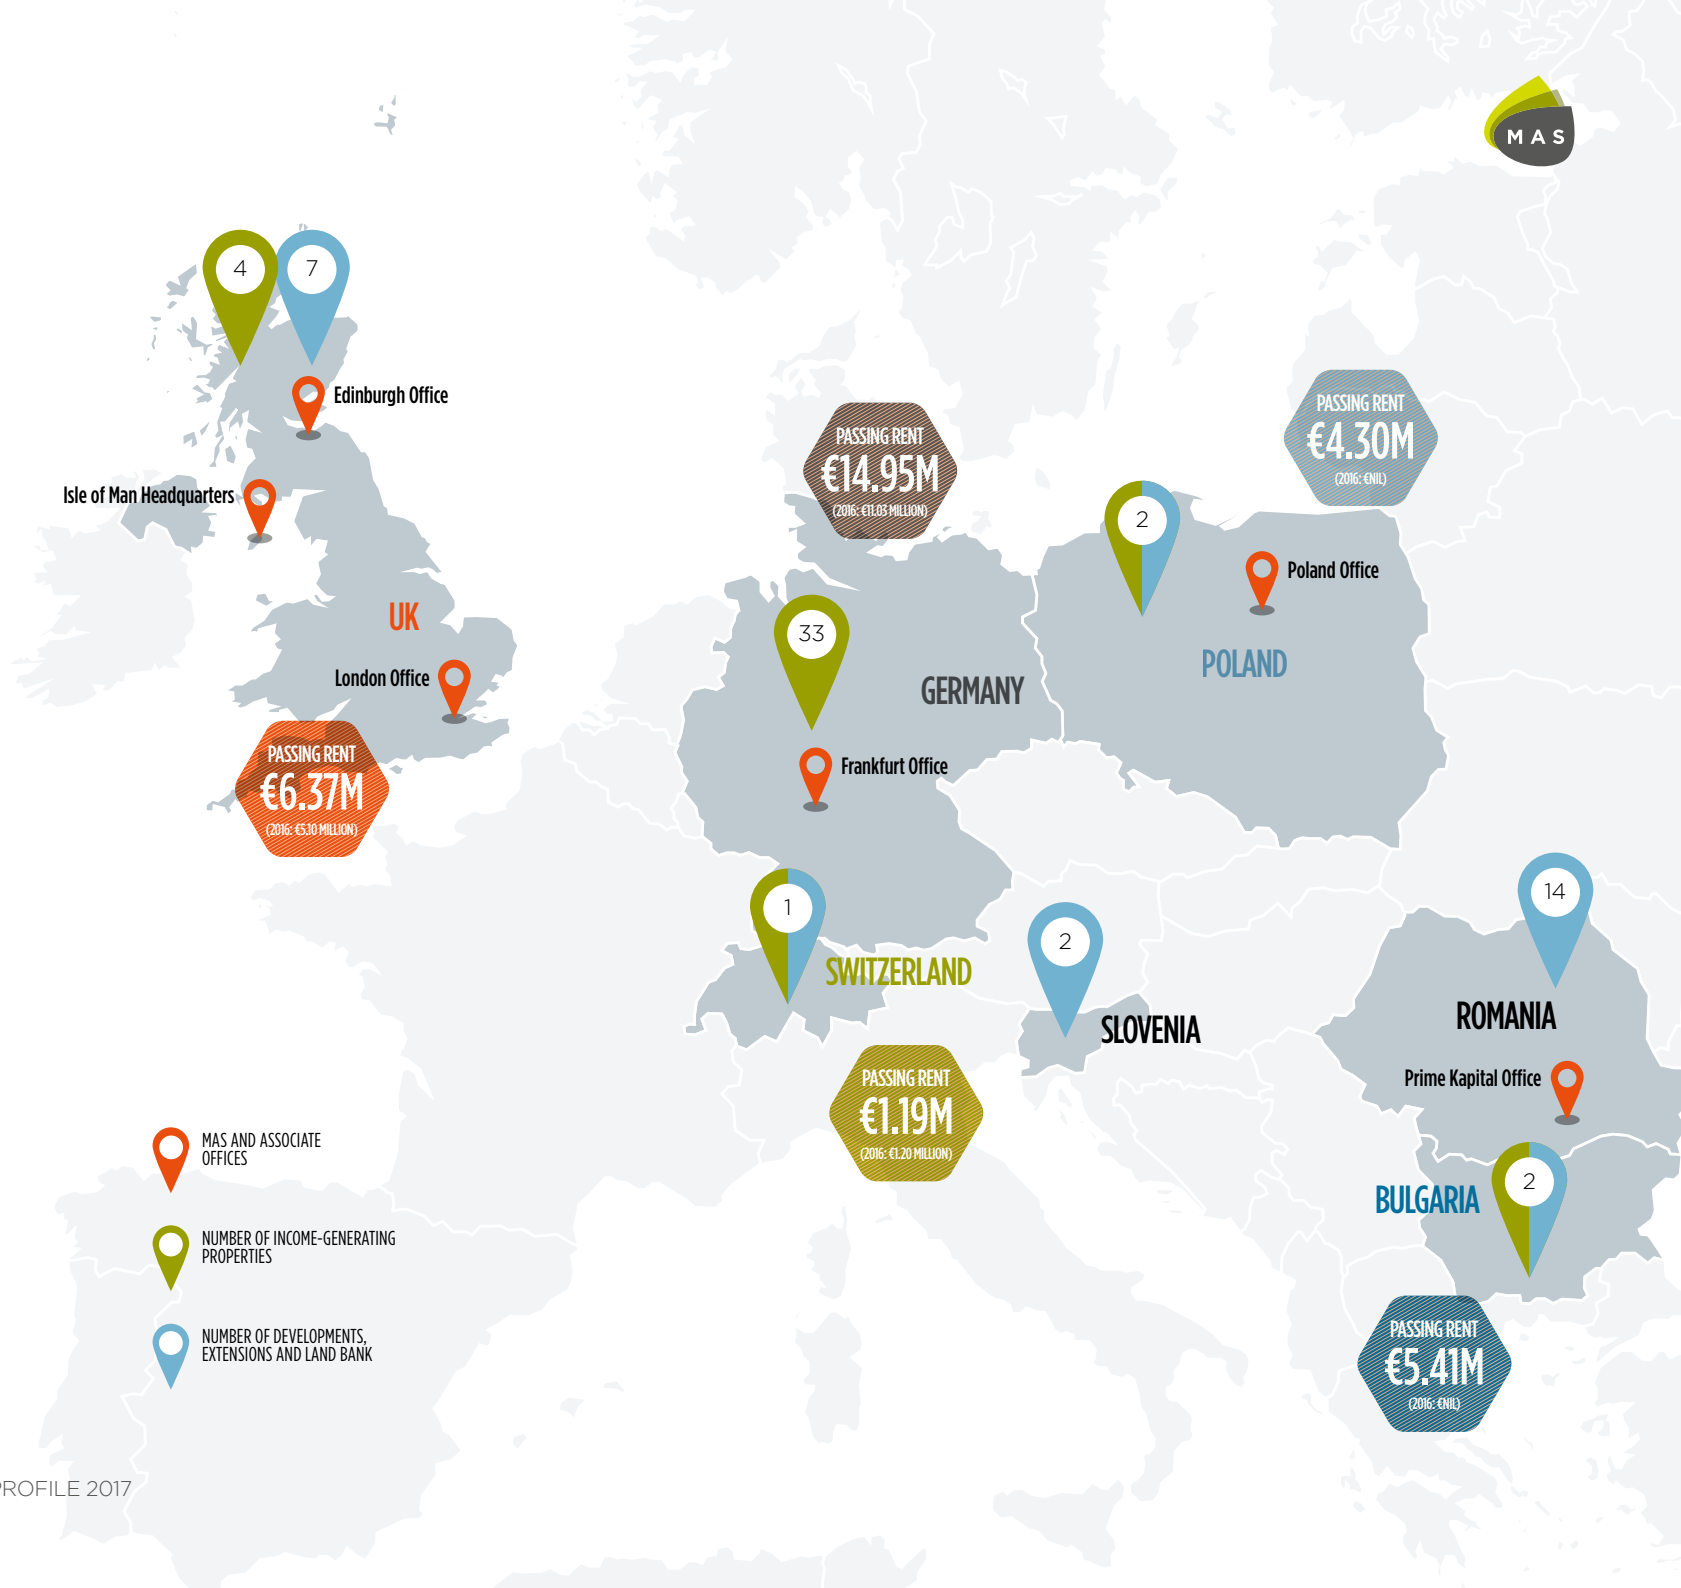 MAS
4
7
Edinburgh Office
PASSING RENT
€4.30M
(2016: €NIL)
PASSING RENT
€14.95M
(2016: €11.03 MILLION)
Isle of Man Headquarters
2
Poland Office
UK
33
POLAND
London Office
GERMANY
PASSING RENT
€6.37M
(2016: €5.10 MILLION)
Frankfurt Office
1
14
2
SWITZERLAND
ROMANIA
SLOVENIA
PASSING RENT
€1.19M
(2016: €1.20 MILLION)
Prime Kapital Office
MAS AND ASSOCIATE
OFFICES
2
BULGARIA
NUMBER OF INCOME-GENERATING
PROPERTIES
NUMBER OF DEVELOPMENTS,
EXTENSIONS AND LAND BANK
PASSING RENT
€5.41M
(2016: €NIL)
PROFILE 2017